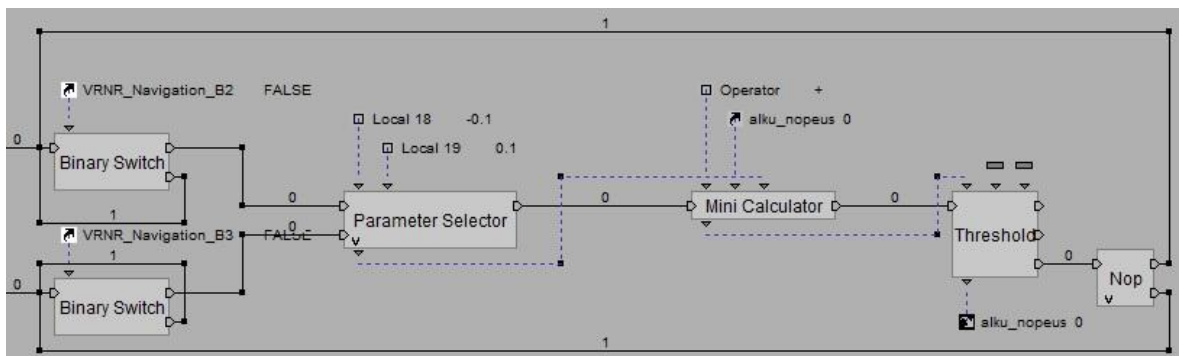 1
VRNR_Navigation_B2 FALSE
Operator +
Local 18 -0.1
alku_nopeus 0
0
Local 19 0.1
Binary Switch
0
0
0
1
Parameter Selector
Mini Calculator
VRNR_Navigation_B3 FALSE
0
Threshold
1
0
0
Nop
Binary Switch
alku_nopeus 0
1